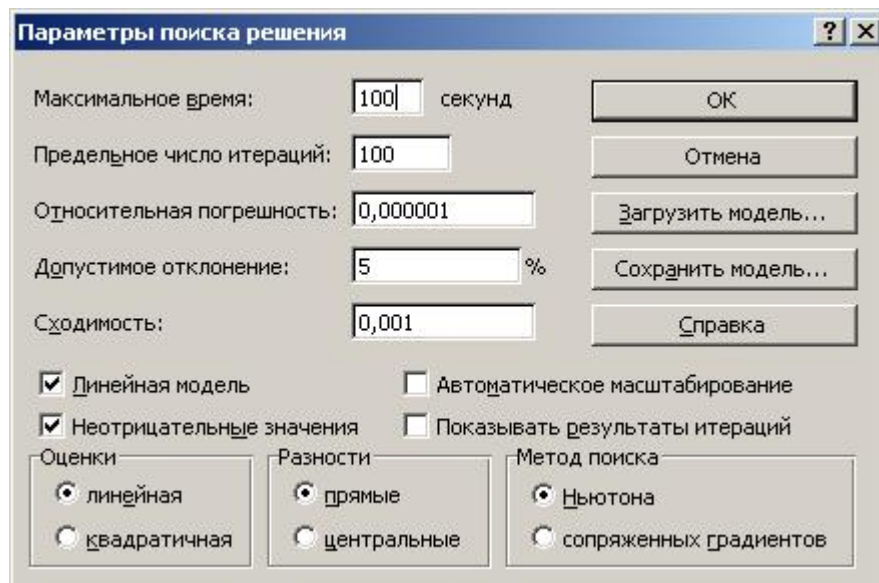 Параметры поиска решения
Максимальное время: 100 секунд
ОК
Предельное число итераций: 100
Отмена
Относительная погрешность: 0,000001
Загрузить модель...
Допустимое отклонение: 5 %
Сохранить модель...
Сходимость: 0,001
Справка
Линейная модель
Автоматическое масштабирование
Неотрицательные значения
Показывать результаты итераций
Оценки
линейная
квадратичная
Разности
прямые
центральные
Метод поиска
Ньютона
сопряженных градиентов